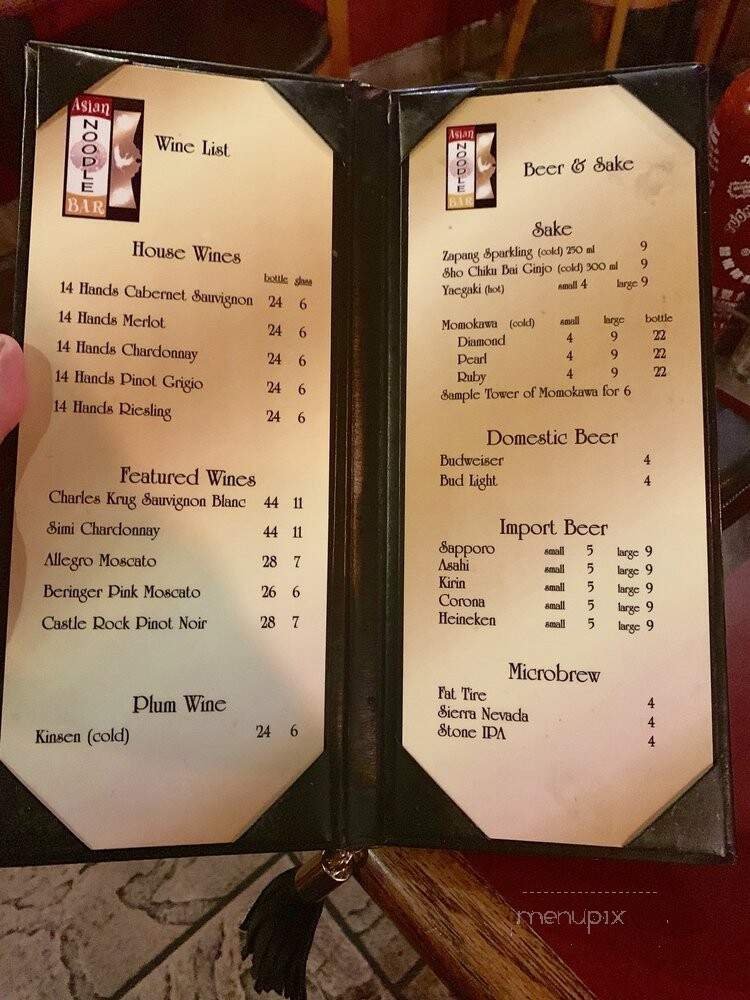 Asian
NOODLE
BAR
Wine List
House Wines
bottle glass
14 Hands Cabernet Sauvignon 24 6
14 Hands Merlot 24 6
14 Hands Chardonnay 24 6
14 Hands Pinot Grigio 24 6
14 Hands Riesling 24 6
Featured Wines
Charles Krug Sauvignon Blanc 44 11
Simi Chardonnay 44 11
Allegro Moscato 28 7
Beringer Pink Moscato 26 6
Castle Rock Pinot Noir 28 7
Plum Wine
Kinsen (cold) 24 6
Asian
NOODLE
BAR
Beer & Sake
Sake
Zapang Sparkling (cold) 250 ml 9
Sho Chiku Bai Ginjo (cold) 300 ml 9
Yaegaki (hot) small 4 large 9
Momokawa (cold) small large bottle
Diamond 4 9 22
Pearl 4 9 22
Ruby 4 9 22
Sample Tower of Momokawa for 6
Domestic Beer
Budweiser 4
Bud Light 4
Import Beer
Sapporo small 5 large 9
Asahi small 5 large 9
Kirin small 5 large 9
Corona small 5 large 9
Heineken small 5 large 9
Microbrew
Fat Tire 4
Sierra Nevada 4
Stone IPA 4
menupix